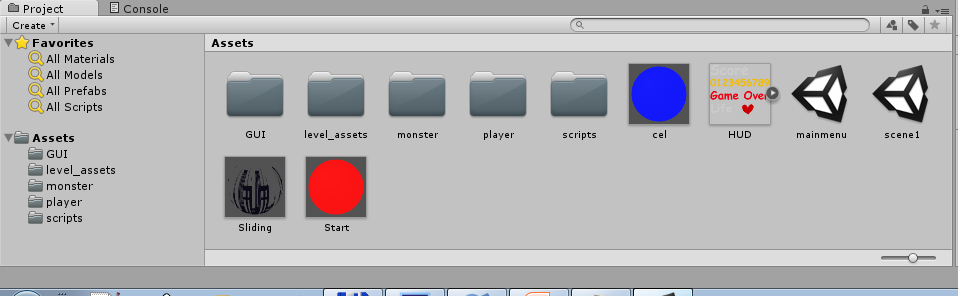 Project
Console
Create
Favorites
All Materials
All Models
All Prefabs
All Scripts
Assets
GUI
level_assets
monster
player
scripts
Assets
Score
0123456789
Game Over
GUI
level_assets
monster
player
scripts
cel
HUD
mainmenu
scene1
Sliding
Start